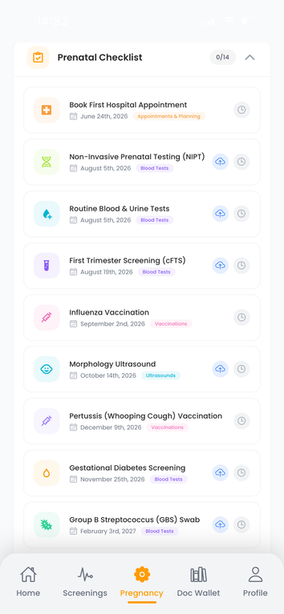 Prenatal Checklist 0/14
Book First Hospital Appointment
June 24th, 2026 Appointments & Planning
Non-Invasive Prenatal Testing (NIPT)
August 5th, 2026 Blood Tests
Routine Blood & Urine Tests
August 5th, 2026 Blood Tests
First Trimester Screening (cFTS)
August 19th, 2026 Blood Tests
Influenza Vaccination
September 2nd, 2026 Vaccinations
Morphology Ultrasound
October 14th, 2026 Ultrasounds
Pertussis (Whooping Cough) Vaccination
December 9th, 2026 Vaccinations
Gestational Diabetes Screening
November 25th, 2026 Blood Tests
Group B Streptococcus (GBS) Swab
February 3rd, 2027 Blood Tests
Home Screenings Pregnancy Doc Wallet Profile